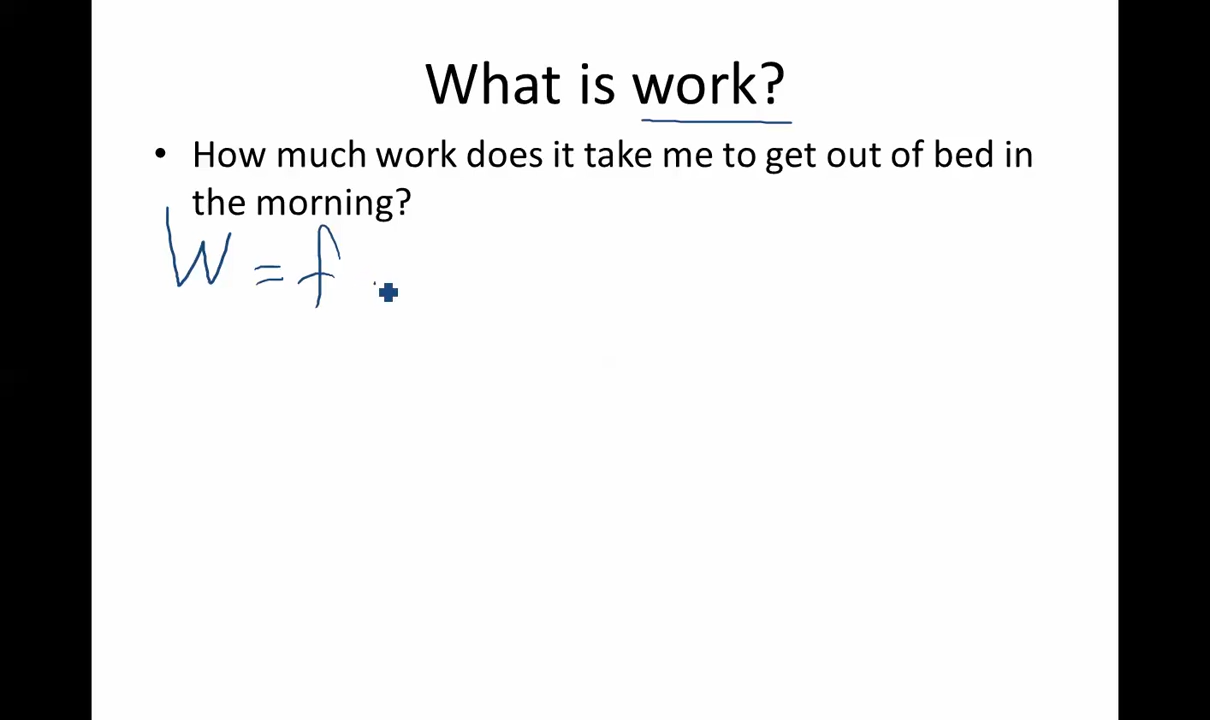 What is work?
• How much work does it take me to get out of bed in
the morning?
W = f